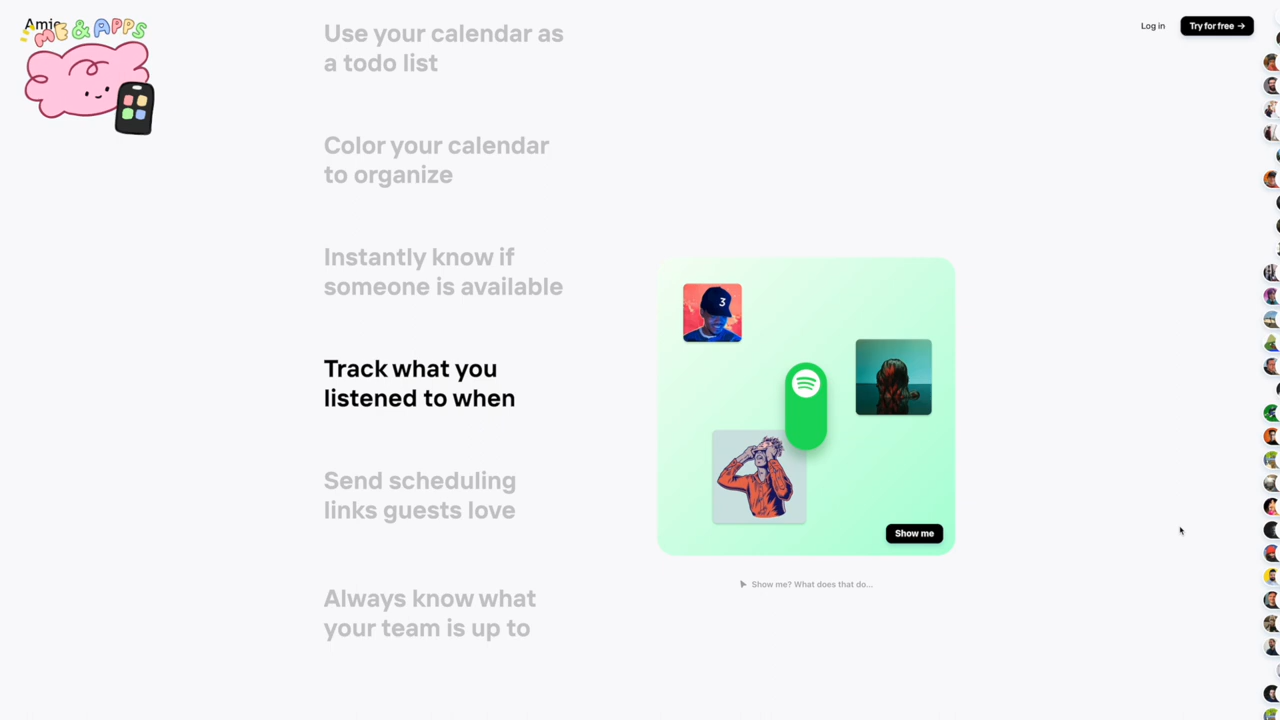 Amie
ME & APPS
Log in
Try for free →
Use your calendar as
a todo list
Color your calendar
to organize
Instantly know if
someone is available
Track what you
listened to when
3
Show me
Show me? What does that do...
Send scheduling
links guests love
Always know what
your team is up to